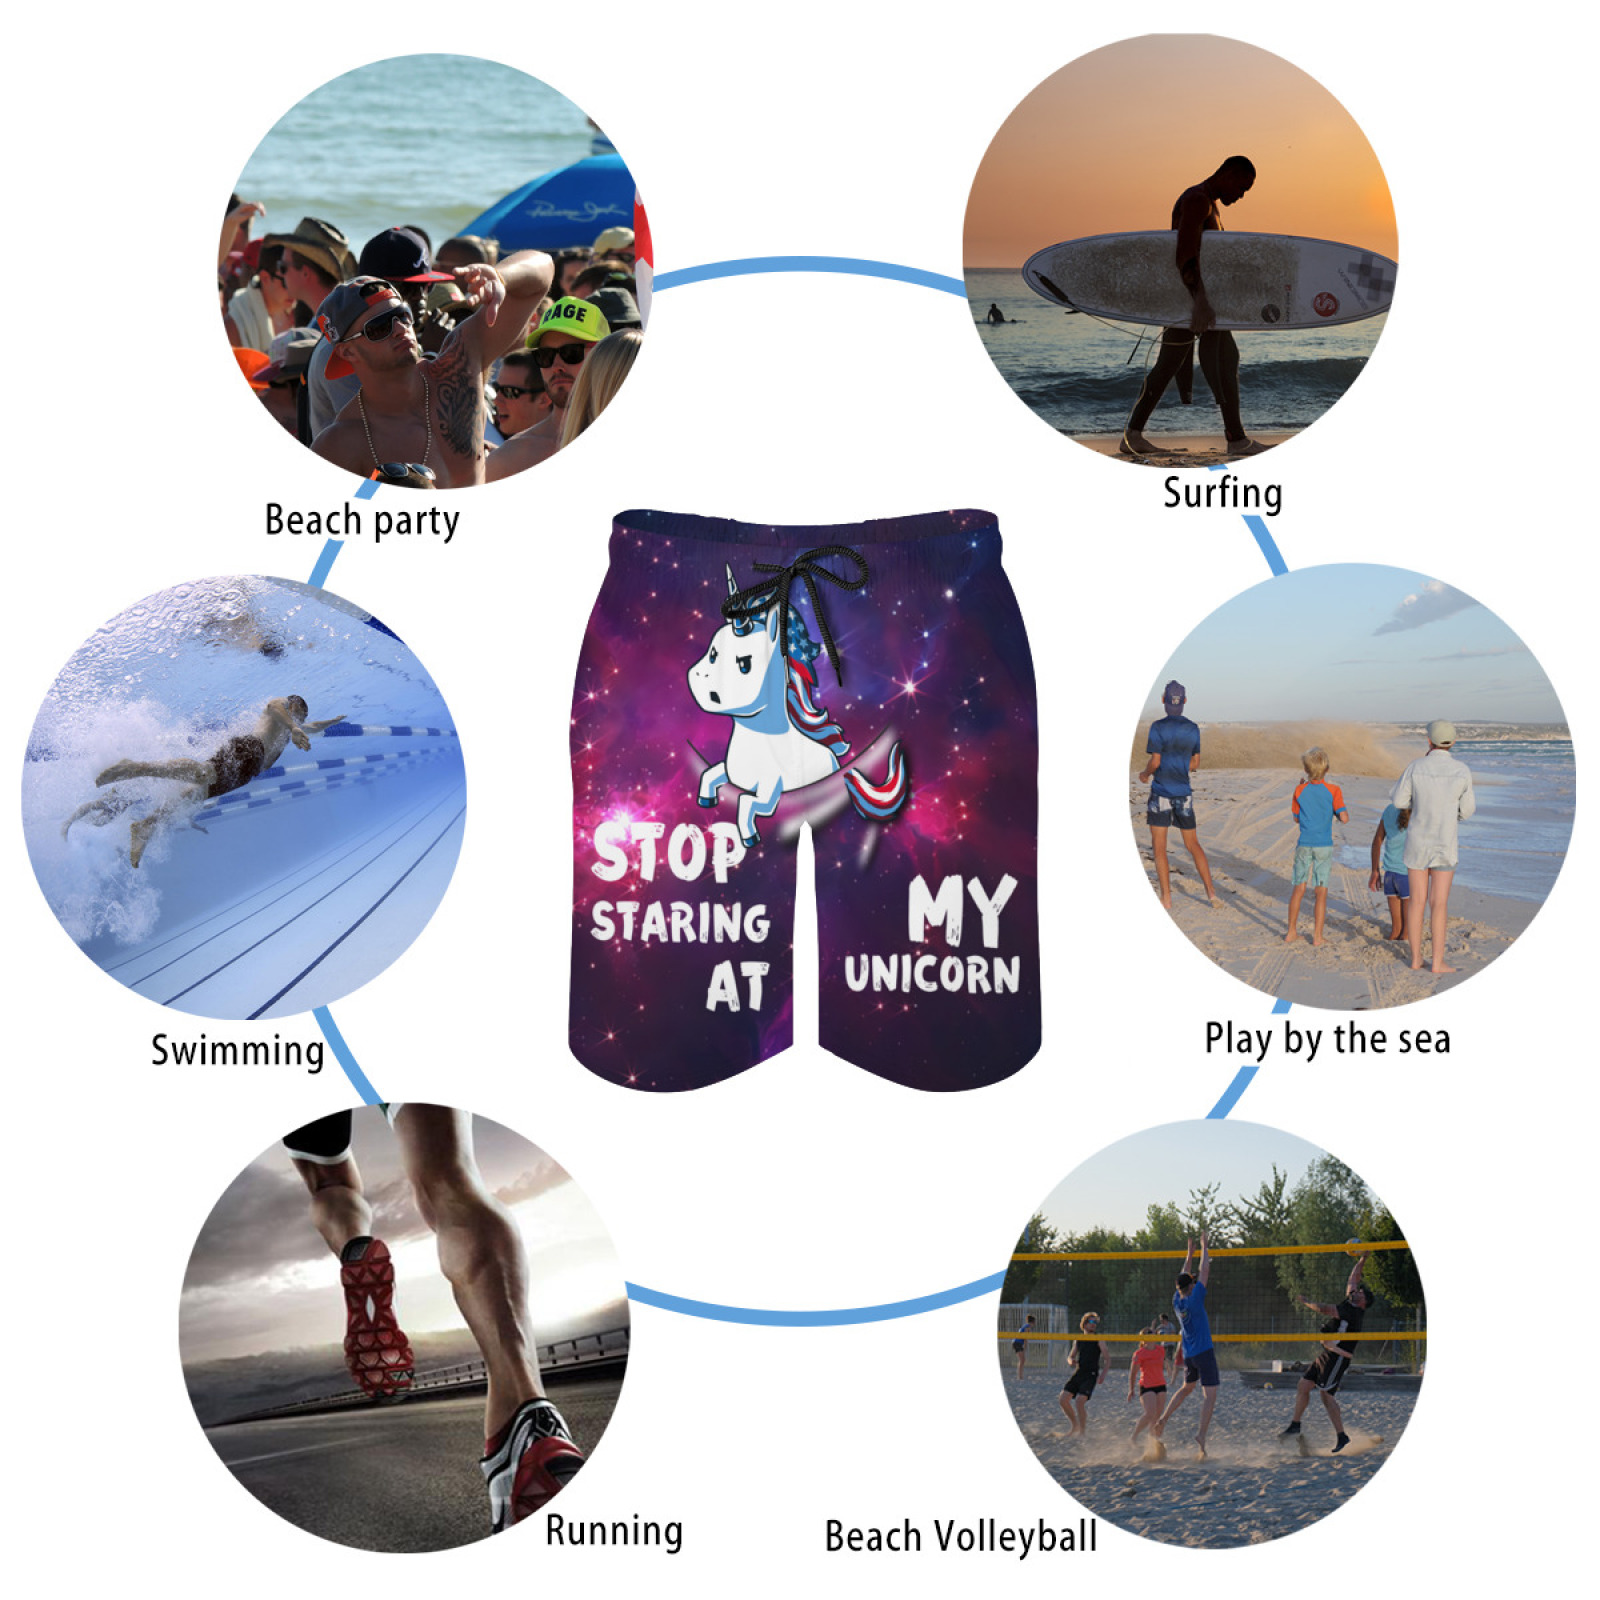 RAGE
Beach party
Surfing
STOP
STARING
AT
MY
UNICORN
Swimming
Play by the sea
Running
Beach Volleyball